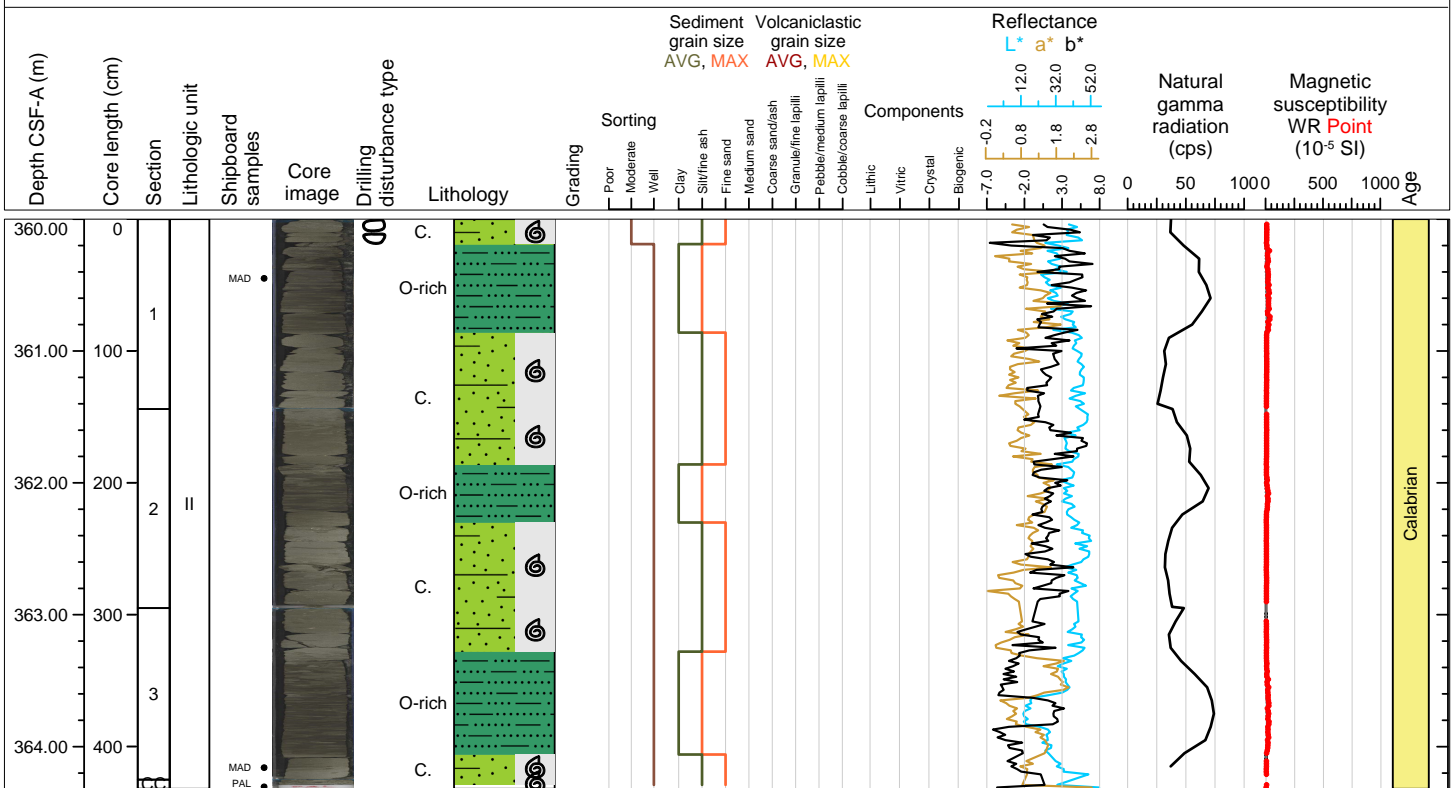 Depth CSF-A (m)
Core length (cm)
Section
Lithologic unit
Shipboard
samples
Core
image
Drilling
disturbance type
Lithology
Grading
Sorting
Poor
Moderate
Well
Sediment
grain size
AVG, MAX
Volcaniclastic
grain size
AVG, MAX
Clay
Silt/fine ash
Fine sand
Medium sand
Coarse sand/ash
Granule/fine lapilli
Pebble/medium lapilli
Cobble/coarse lapilli
Components
Lithic
Vitric
Crystal
Biogenic
Reflectance
L* a* b*
12.0 32.0 52.0
-0.2 0.8 1.8 2.8
-7.0 -2.0 3.0 8.0
Natural
gamma
radiation
(cps)
0 50 100
Magnetic
susceptibility
WR Point
(10-5 SI)
0 500 1000
Age
360.00 0
C.
MAD
O-rich
1
361.00 100
C.
362.00 200
O-rich
2
II
C.
363.00 300
3
O-rich
364.00 400
MAD
C.
PAL
CC
Calabrian